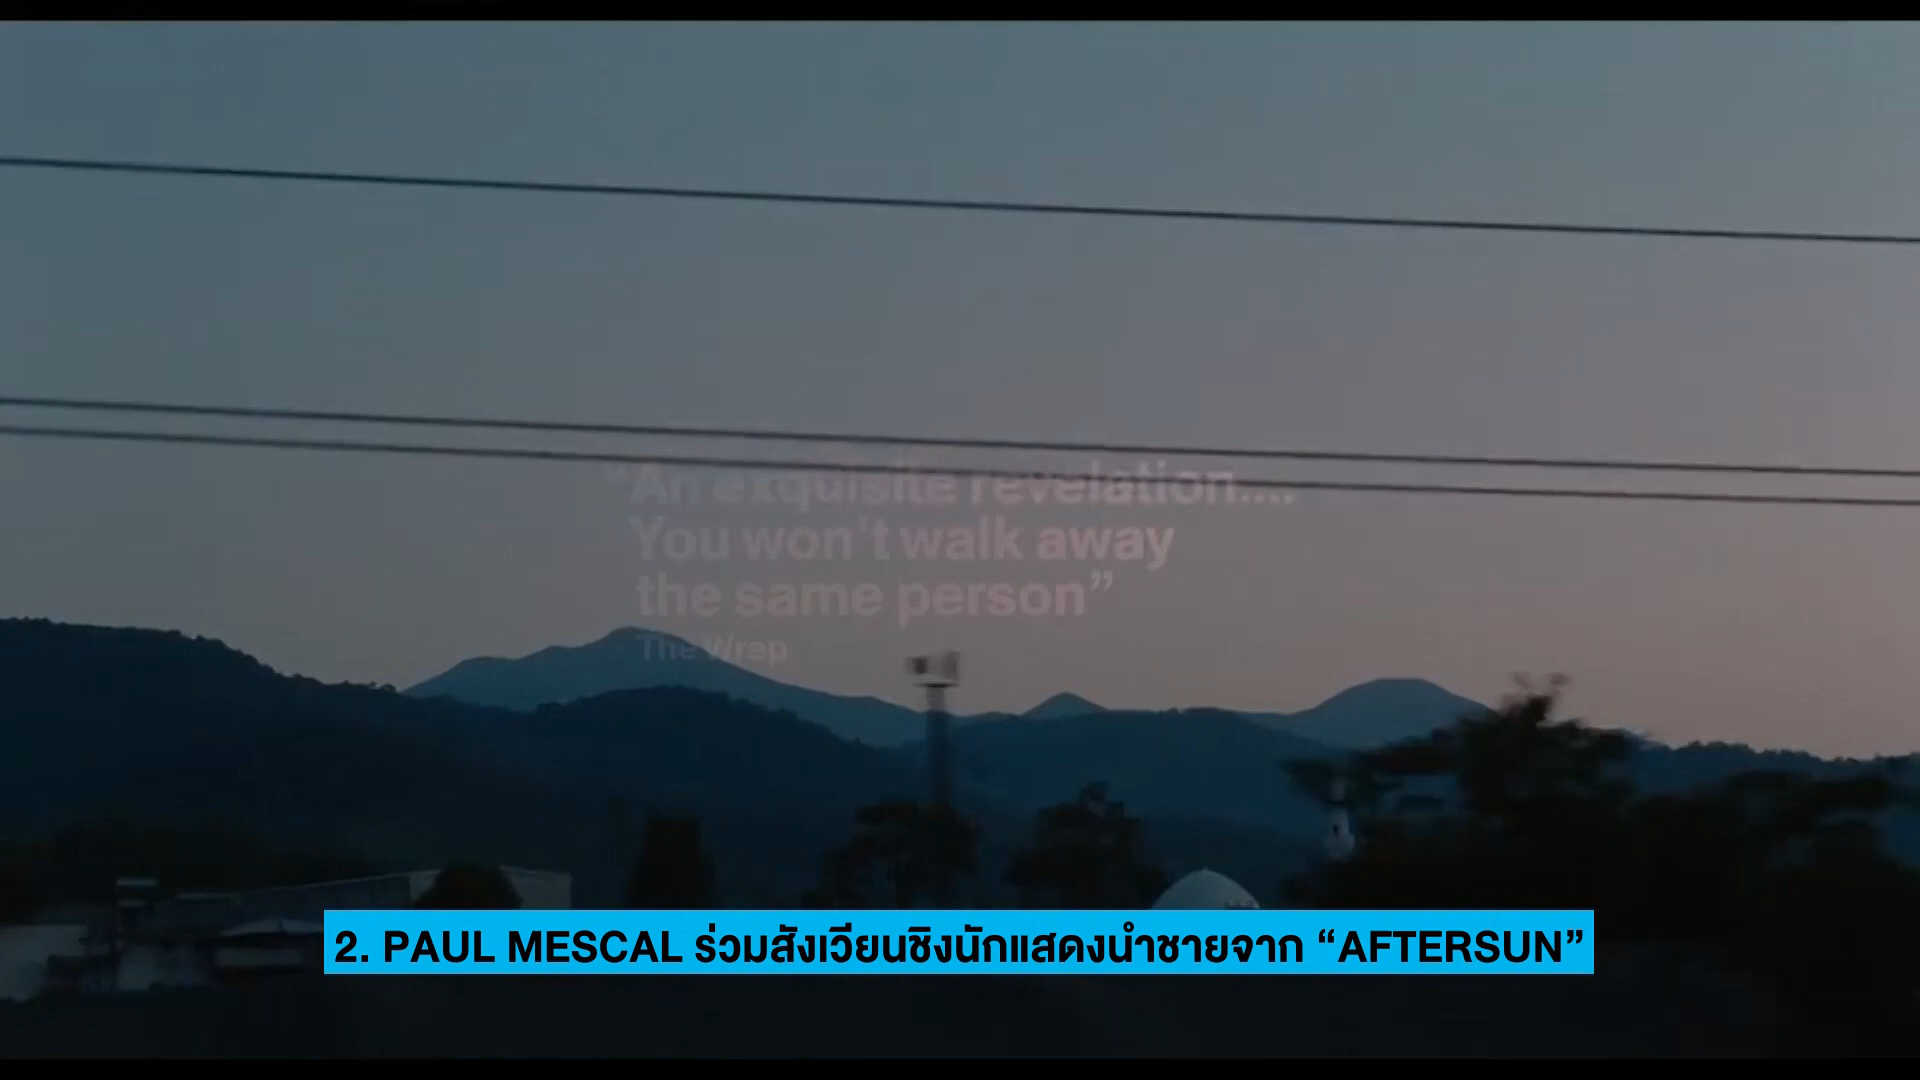 “An exquisite revelation....
You won't walk away
the same person”
The Wrap
2. PAUL MESCAL ร่วมสังเวียนชิงนักแสดงนำชายจาก “AFTERSUN”